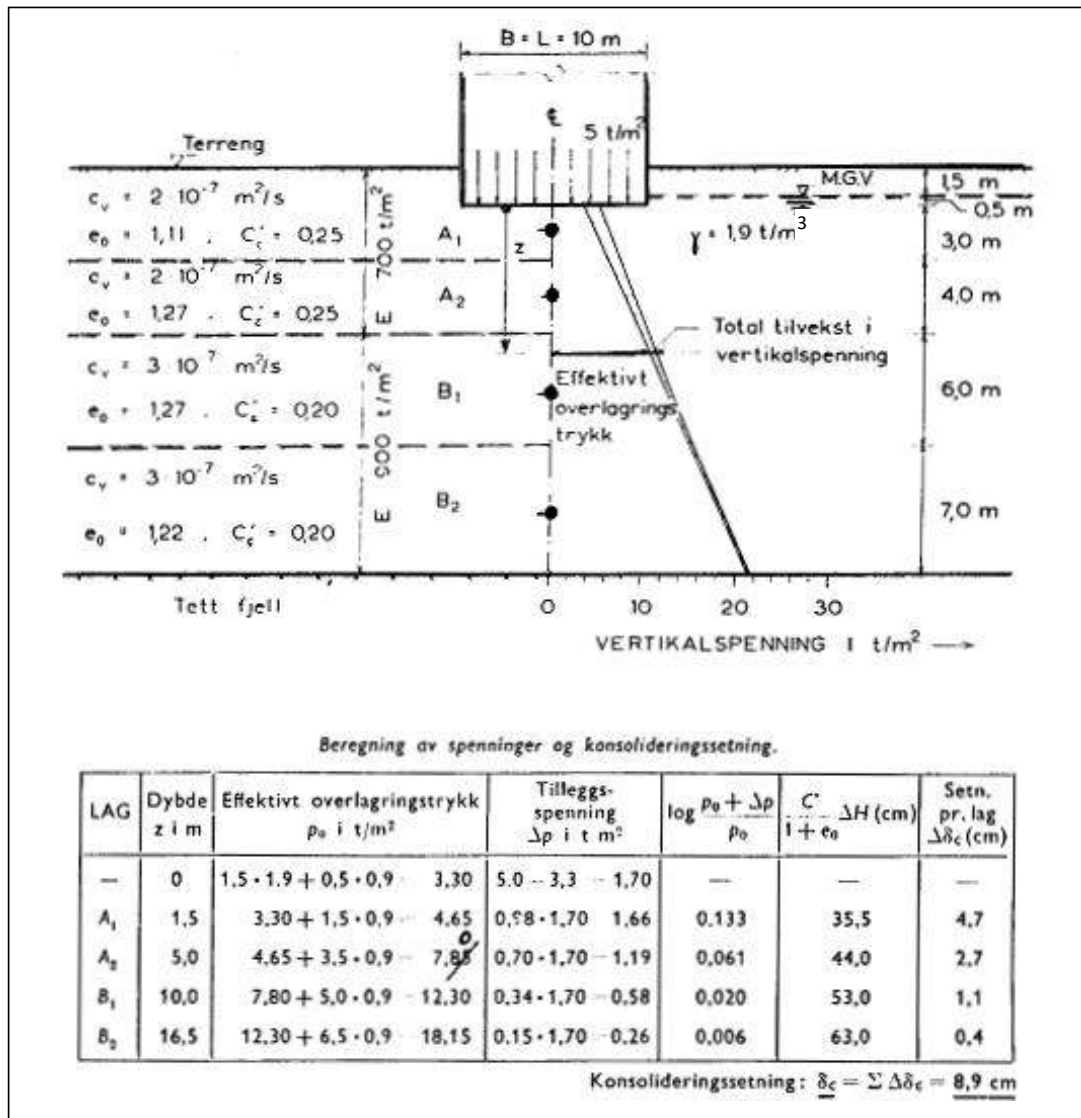 B = L = 10 m
℄
5 t/m²
Terreng
M.G.V
1,5 m
0,5 m
c_v = 2 · 10⁻⁷ m²/s
e₀ = 1,11 . C'_c = 0,25
A₁
z
γ = 1,9 t/m³
3,0 m
E 700 t/m²
c_v = 2 · 10⁻⁷ m²/s
e₀ = 1,27 . C'_c = 0,25
A₂
4,0 m
Total tilvekst i
vertikalspenning
c_v = 3 · 10⁻⁷ m²/s
e₀ = 1,27 . C'_c = 0,20
B₁
Effektivt
overlagrings
trykk
6,0 m
t/m²
E
c_v = 3 · 10⁻⁷ m²/s
e₀ = 1,22 . C'_c = 0,20
B₂
7,0 m
Tett fjell
0 10 20 30
VERTIKALSPENNING I t/m² →
Beregning av spenninger og konsolideringssetning.
LAG | Dybde z i m | Effektivt overlagringstrykk p₀ i t/m² | Tilleggs-spenning Δp i t m² | log (p₀ + Δp)/p₀ | C'/(1 + e₀) ΔH (cm) | Setn. pr. lag Δδc (cm)
— | 0 | 1.5 · 1.9 + 0,5 · 0.9 - 3,30 | 5.0 - 3,3 - 1,70 | — | — | —
A₁ | 1,5 | 3,30 + 1,5 · 0.9 - 4,65 | 0,98 · 1,70 1,66 | 0.133 | 35,5 | 4,7
A₂ | 5,0 | 4,65 + 3,5 · 0,9 - 7,85 0 | 0,70 · 1,70 - 1,19 | 0,061 | 44,0 | 2,7
B₁ | 10,0 | 7,80 + 5,0 · 0,9 - 12,30 | 0,34 · 1,70 - 0,58 | 0,020 | 53,0 | 1,1
B₂ | 16,5 | 12,30 + 6,5 · 0,9 - 18,15 | 0.15 · 1,70 - 0,26 | 0,006 | 63,0 | 0,4
Konsolideringssetning: δc = Σ Δδc = 8,9 cm